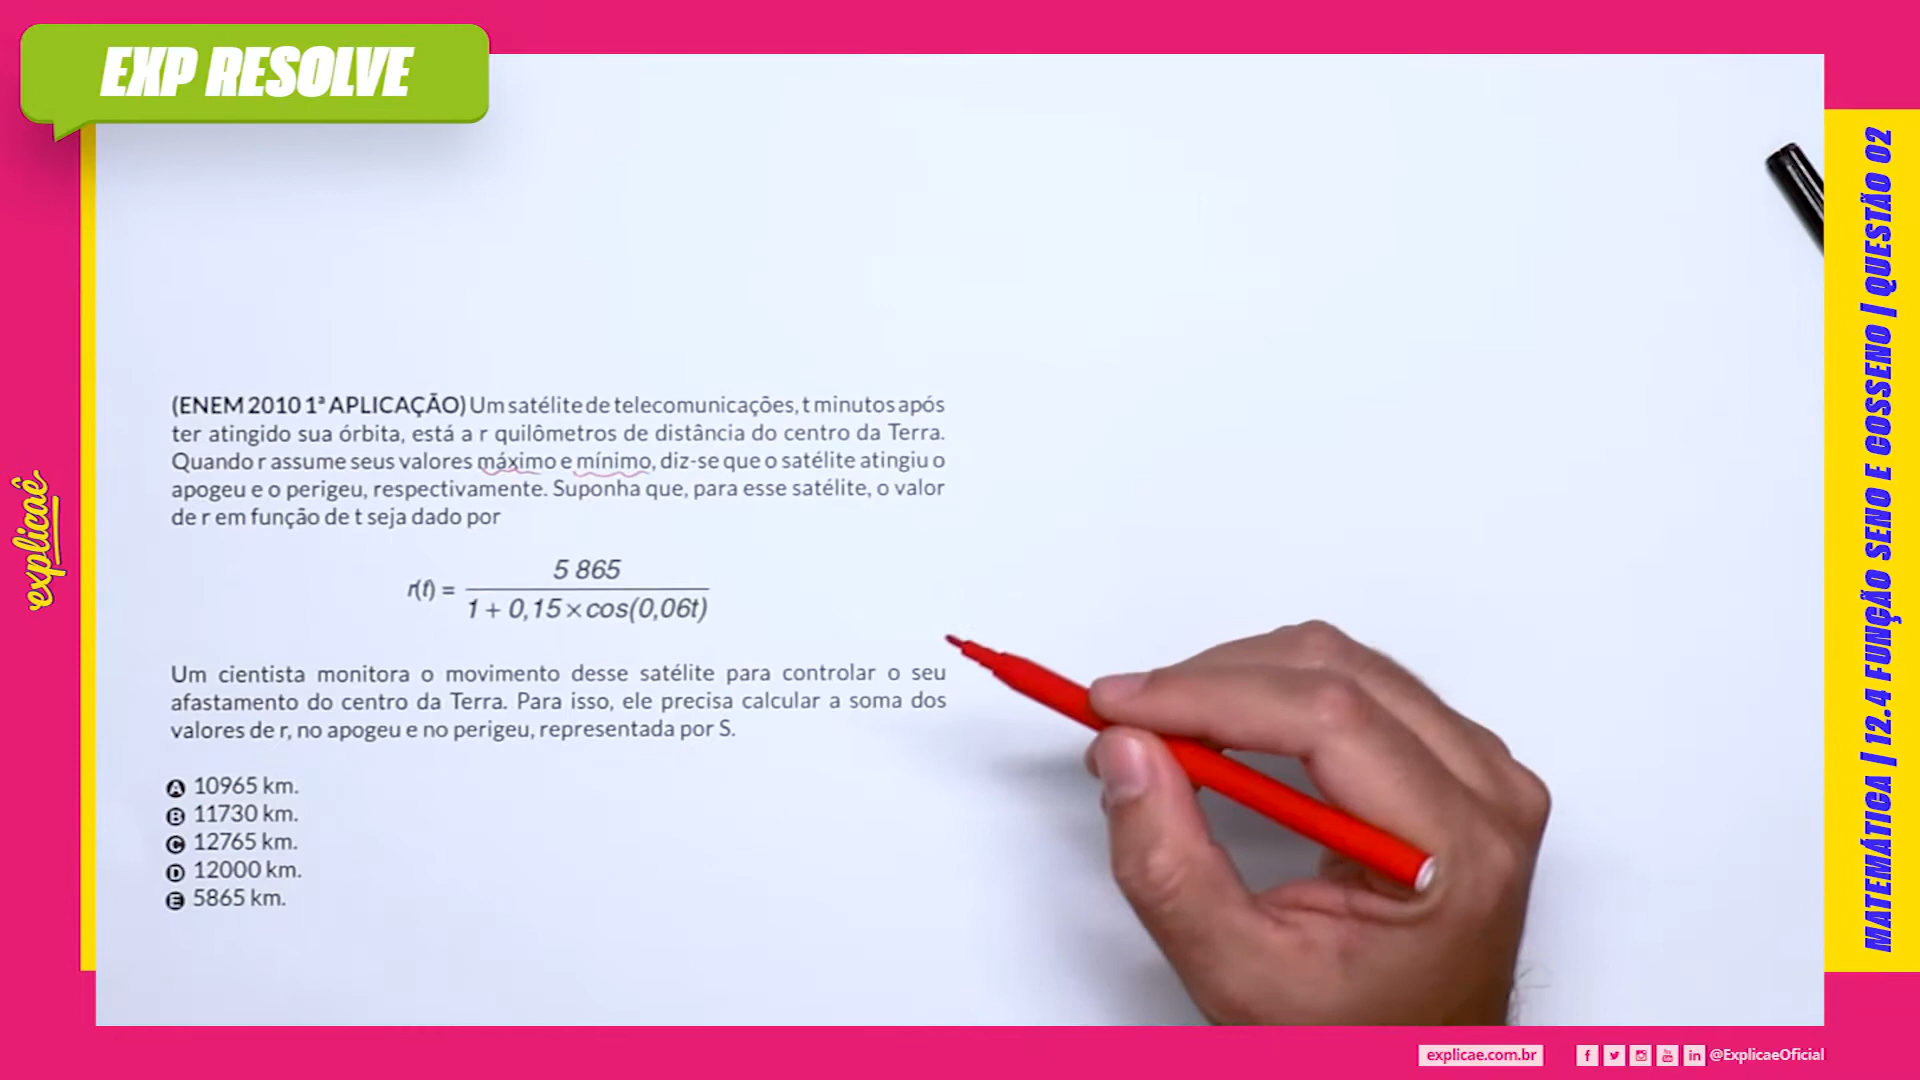 EXP RESOLVE
(ENEM 2010 1ª APLICAÇÃO) Um satélite de telecomunicações, t minutos após
ter atingido sua órbita, está a r quilômetros de distância do centro da Terra.
Quando r assume seus valores máximo e mínimo, diz-se que o satélite atingiu o
apogeu e o perigeu, respectivamente. Suponha que, para esse satélite, o valor
de r em função de t seja dado por
r(t) = 5 865
1 + 0,15 × cos(0,06t)
Um cientista monitora o movimento desse satélite para controlar o seu
afastamento do centro da Terra. Para isso, ele precisa calcular a soma dos
valores de r, no apogeu e no perigeu, representada por S.
A 10965 km.
B 11730 km.
C 12765 km.
D 12000 km.
E 5865 km.
explicaê
MATEMÁTICA | 12.4 FUNÇÃO SENO E COSSENO | QUESTÃO 02
explicae.com.br
@ExplicaeOficial